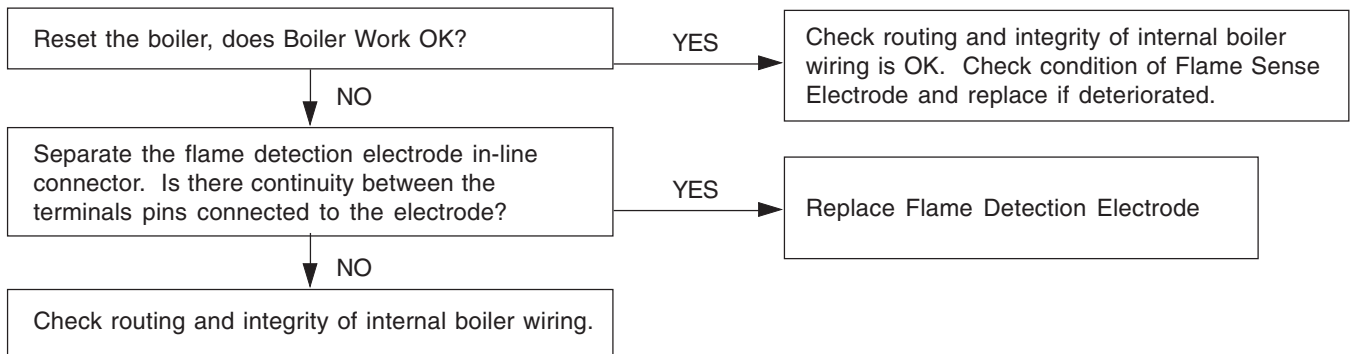 Reset the boiler, does Boiler Work OK?
YES
Check routing and integrity of internal boiler
wiring is OK. Check condition of Flame Sense
Electrode and replace if deteriorated.
NO
Separate the flame detection electrode in-line
connector. Is there continuity between the
terminals pins connected to the electrode?
YES
Replace Flame Detection Electrode
NO
Check routing and integrity of internal boiler wiring.